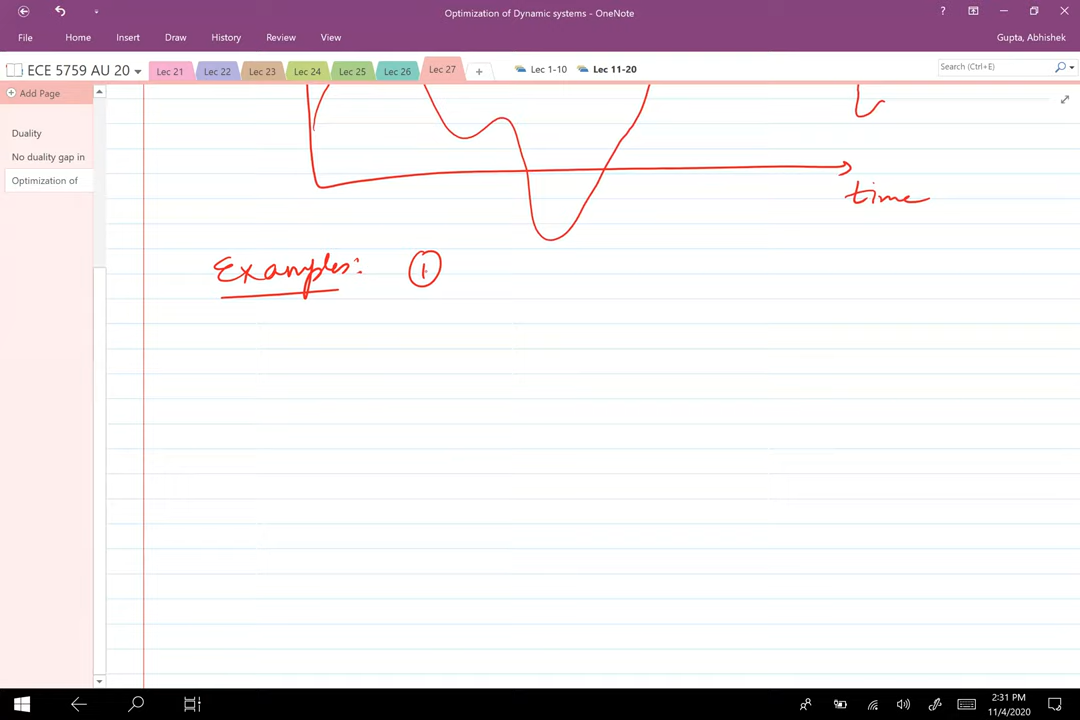 Optimization of Dynamic systems - OneNote
?
File Home Insert Draw History Review View Gupta, Abhishek
ECE 5759 AU 20 Lec 21 Lec 22 Lec 23 Lec 24 Lec 25 Lec 26 Lec 27 + Lec 1-10 Lec 11-20 Search (Ctrl+E)
Add Page
Duality
No duality gap in
Optimization of
time
Examples: ①
2:31 PM
11/4/2020